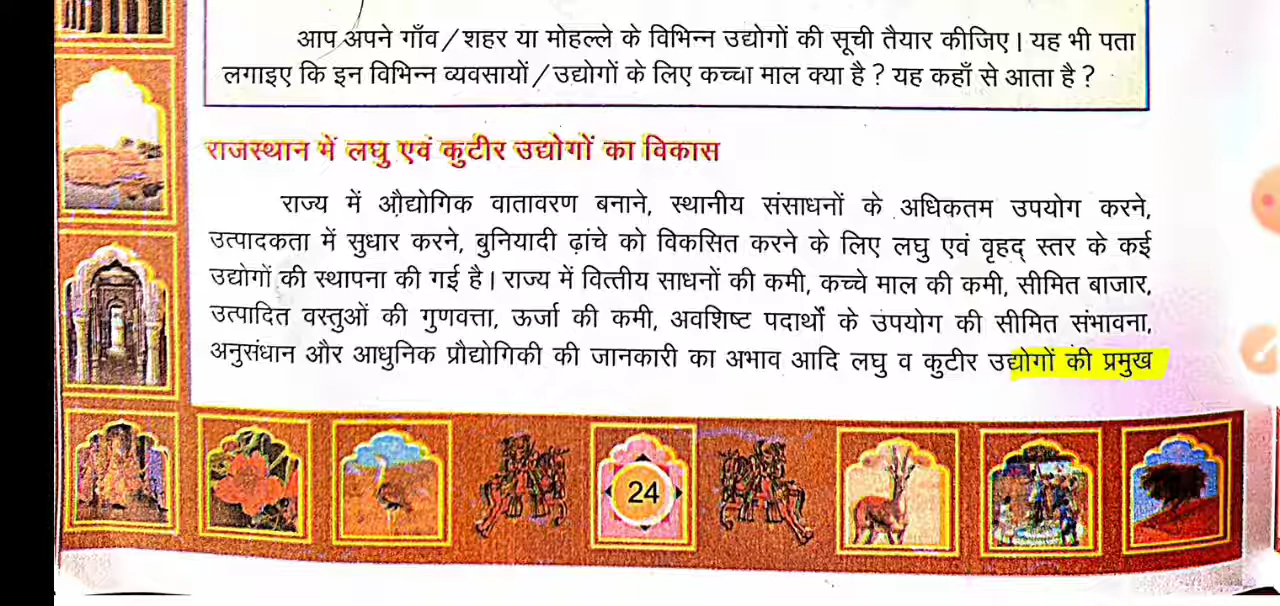 आप अपने गाँव/शहर या मोहल्ले के विभिन्न उद्योगों की सूची तैयार कीजिए। यह भी पता
लगाइए कि इन विभिन्न व्यवसायों/उद्योगों के लिए कच्चा माल क्या है ? यह कहाँ से आता है ?
राजस्थान में लघु एवं कुटीर उद्योगों का विकास
राज्य में औद्योगिक वातावरण बनाने, स्थानीय संसाधनों के अधिकतम उपयोग करने,
उत्पादकता में सुधार करने, बुनियादी ढ़ांचे को विकसित करने के लिए लघु एवं वृहद् स्तर के कई
उद्योगों की स्थापना की गई है। राज्य में वित्तीय साधनों की कमी, कच्चे माल की कमी, सीमित बाजार,
उत्पादित वस्तुओं की गुणवत्ता, ऊर्जा की कमी, अवशिष्ट पदार्थों के उपयोग की सीमित संभावना,
अनुसंधान और आधुनिक प्रौद्योगिकी की जानकारी का अभाव आदि लघु व कुटीर उद्योगों की प्रमुख
24